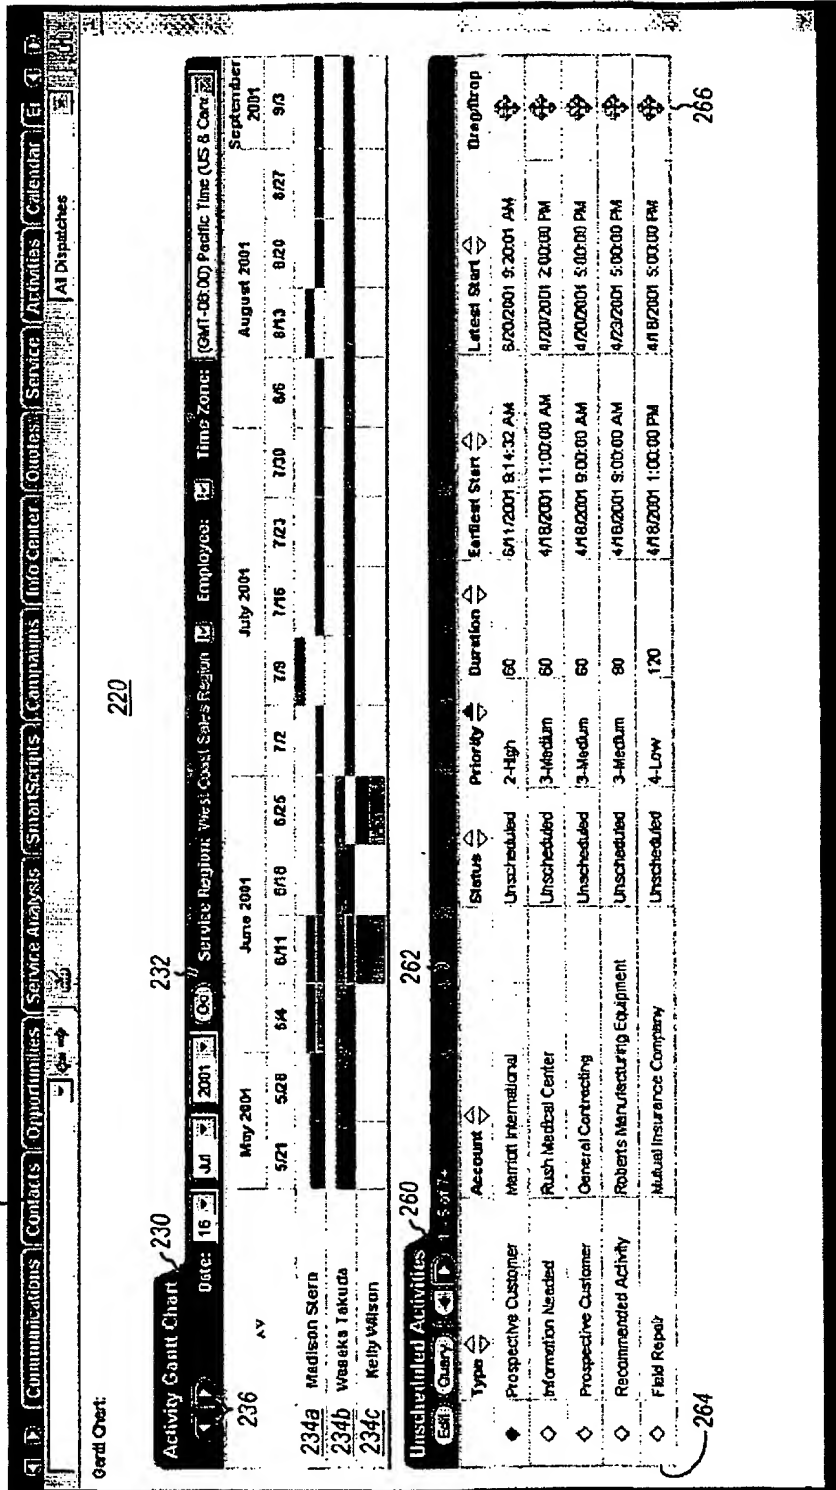 Communications Contacts Opportunities Service Analysis SmartScripts Campaigns Info Center Quotes Service Activities Calendar
All Dispatches
Gantt Chart:
220
Activity Gantt Chart
230
236
Date: 16 Jul 2001 Go
232
Service Region: West Coast Sales Region Employee: Time Zone: (GMT-08:00) Pacific Time (US & Cana
May 2001 June 2001 July 2001 August 2001 September 2001
5/21 5/28 6/4 6/11 6/18 6/25 7/2 7/9 7/16 7/23 7/30 8/6 8/13 8/20 8/27 9/3
234a Madison Stern
234b Wasaka Takuda
234c Kelly Wilson
Unscheduled Activities
260
Edit Query 1 - 5 of 7+
262
Type Account Status Priority Duration Earliest Start Latest Start Drag/Drop
Prospective Customer Marriott International Unscheduled 2-High 60 6/11/2001 9:14:32 AM 6/20/2001 9:20:01 AM
Information Needed Rush Medical Center Unscheduled 3-Medium 60 4/18/2001 11:00:00 AM 4/20/2001 2:00:00 PM
Prospective Customer General Contracting Unscheduled 3-Medium 60 4/18/2001 9:00:00 AM 4/20/2001 5:00:00 PM
Recommended Activity Roberts Manufacturing Equipment Unscheduled 3-Medium 4/18/2001 9:00:00 AM 4/23/2001 5:00:00 PM
Field Repair Mutual Insurance Company Unscheduled 4-Low 120 4/18/2001 1:00:00 PM 4/18/2001 5:00:00 PM
264
266